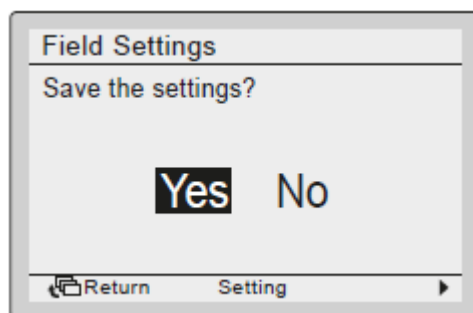 Field Settings
Save the settings?
Yes No
Return Setting